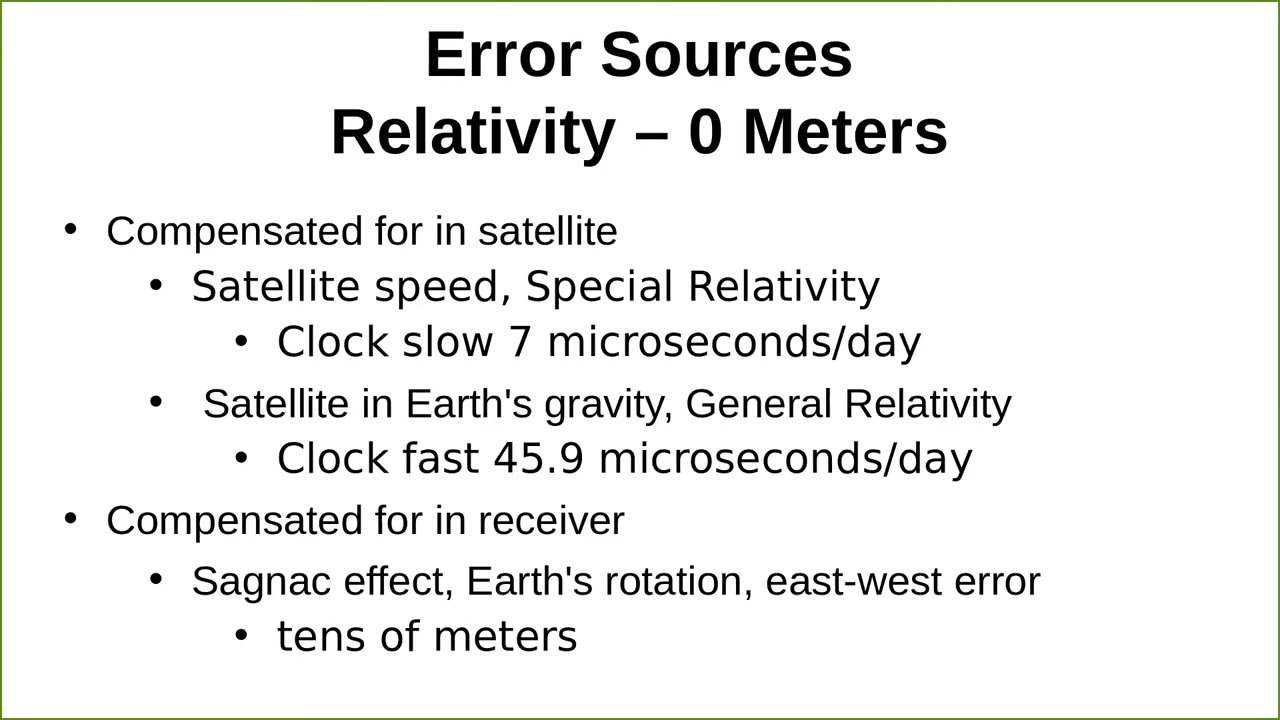 Error Sources
Relativity – 0 Meters
• Compensated for in satellite
• Satellite speed, Special Relativity
• Clock slow 7 microseconds/day
• Satellite in Earth's gravity, General Relativity
• Clock fast 45.9 microseconds/day
• Compensated for in receiver
• Sagnac effect, Earth's rotation, east-west error
• tens of meters